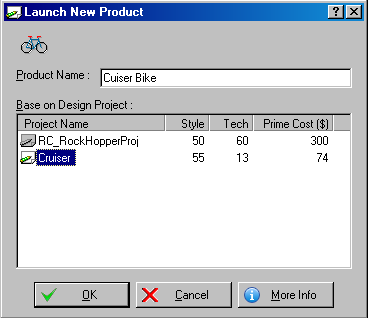 Launch New Product
Product Name : Cuiser Bike
Base on Design Project :
Project Name Style Tech Prime Cost ($)
RC_RockHopperProj 50 60 300
Cruiser 55 13 74
OK Cancel More Info